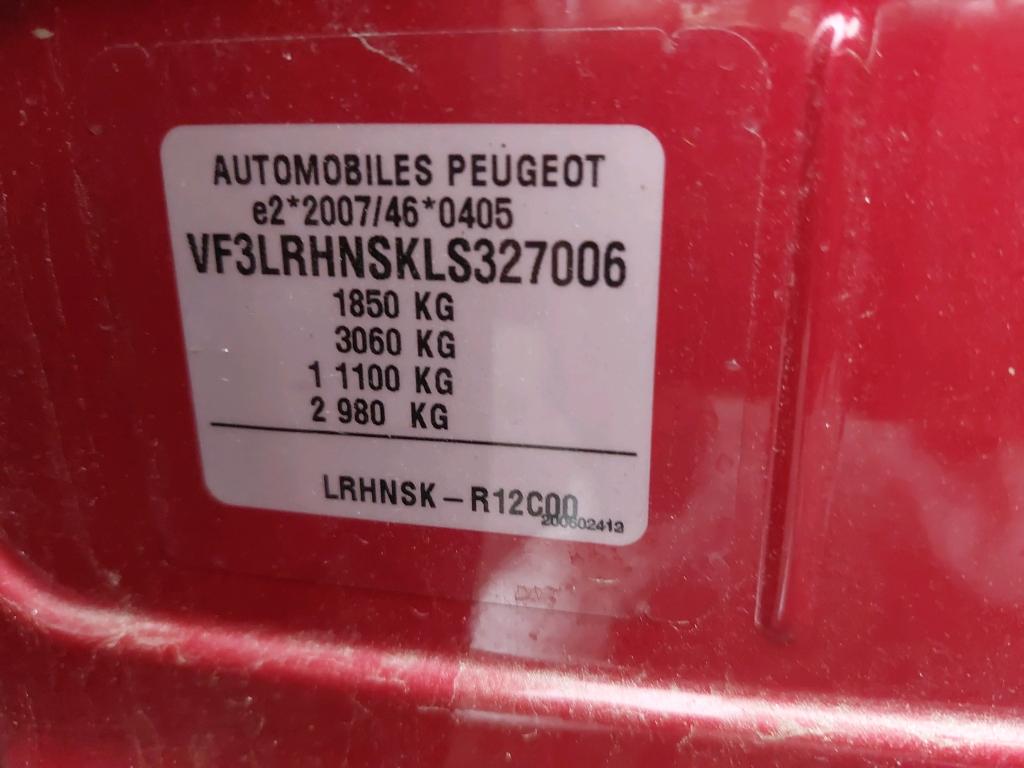 AUTOMOBILES PEUGEOT
e2*2007/46*0405
VF3LRHNSKLS327006
1850 KG
3060 KG
1 1100 KG
2 980 KG
LRHNSK - R12C00
200602413